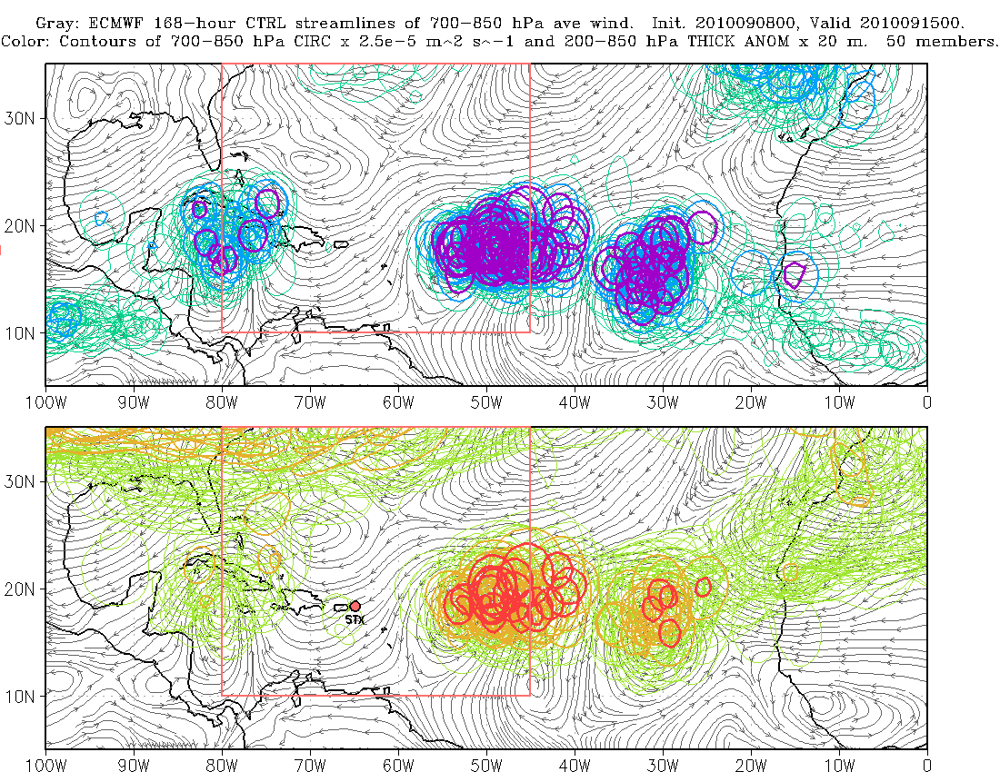 Gray: ECMWF 168-hour CTRL streamlines of 700-850 hPa ave wind. Init. 2010090800, Valid 2010091500.
Color: Contours of 700-850 hPa CIRC x 2.5e-5 m^2 s^-1 and 200-850 hPa THICK ANOM x 20 m. 50 members.
30N
20N
10N
100W 90W 80W 70W 60W 50W 40W 30W 20W 10W 0
30N
20N
STX
10N
100W 90W 80W 70W 60W 50W 40W 30W 20W 10W 0